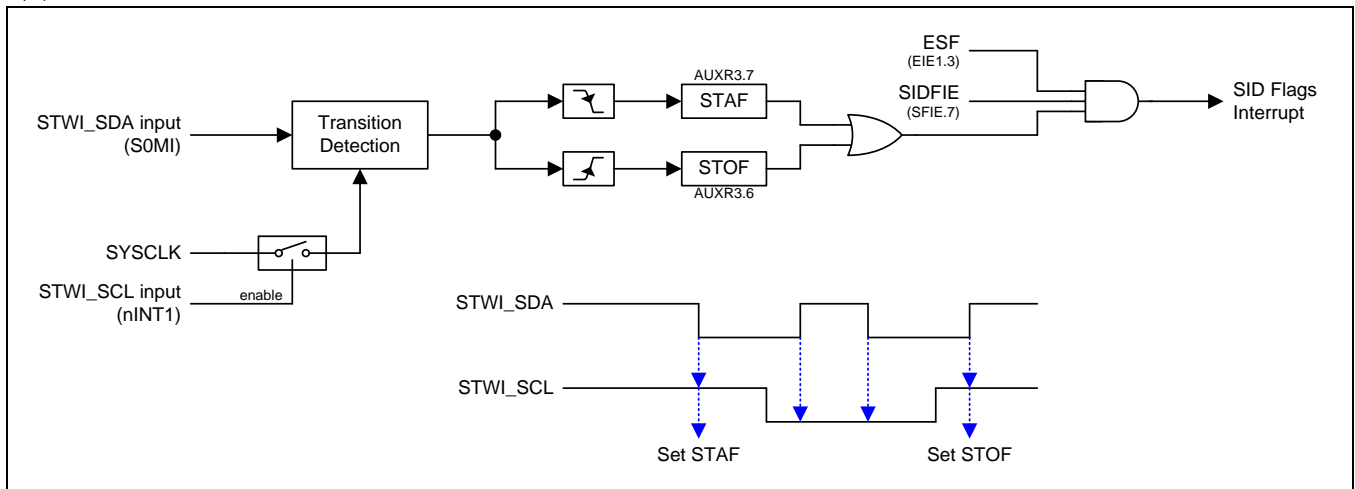 ESF
(EIE1.3)
AUXR3.7
STAF
SIDFIE
(SFIE.7)
SID Flags
Interrupt
STWI_SDA input
(S0MI)
Transition
Detection
STOF
AUXR3.6
SYSCLK
STWI_SCL input
(nINT1)
enable
STWI_SDA
STWI_SCL
Set STAF
Set STOF